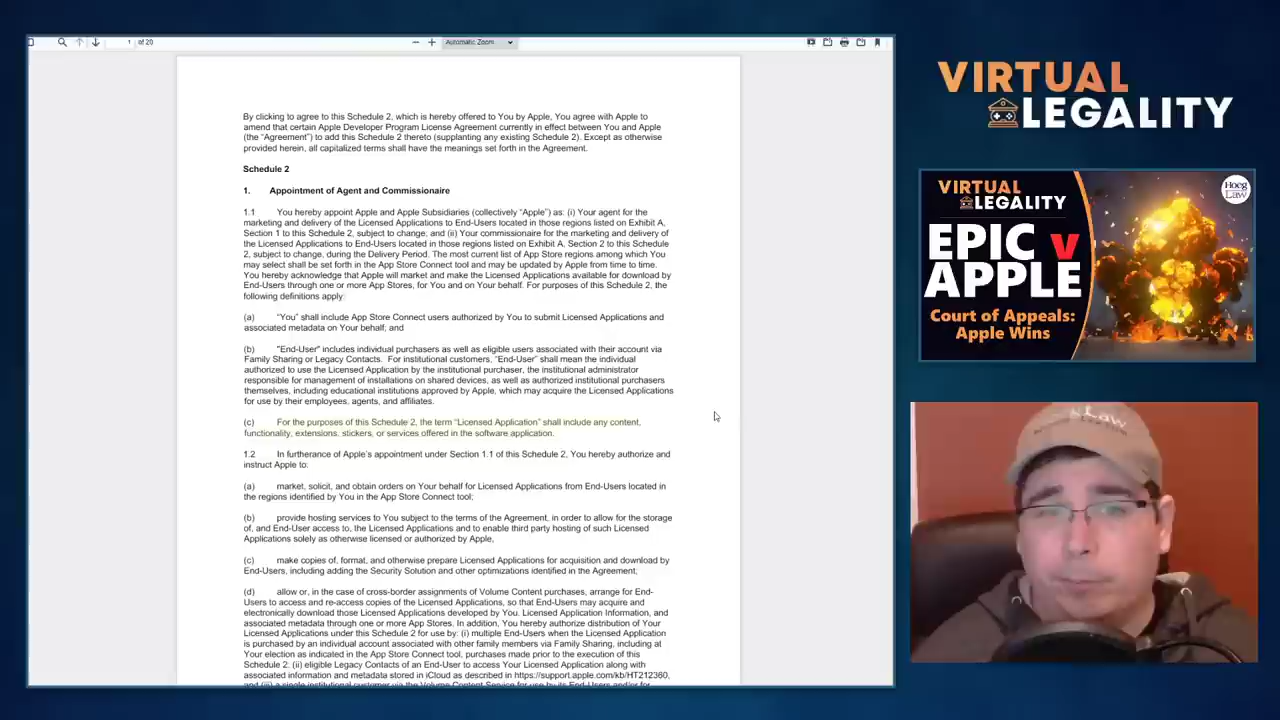 1 of 20
Automatic Zoom
By clicking to agree to this Schedule 2, which is hereby offered to You by Apple, You agree with Apple to
amend that certain Apple Developer Program License Agreement currently in effect between You and Apple
(the "Agreement") to add this Schedule 2 thereto (supplanting any existing Schedule 2). Except as otherwise
provided herein, all capitalized terms shall have the meanings set forth in the Agreement.
Schedule 2
1. Appointment of Agent and Commissionaire
1.1 You hereby appoint Apple and Apple Subsidiaries (collectively "Apple") as: (i) Your agent for the
marketing and delivery of the Licensed Applications to End-Users located in those regions listed on Exhibit A,
Section 1 to this Schedule 2, subject to change; and (ii) Your commissionaire for the marketing and delivery of
the Licensed Applications to End-Users located in those regions listed on Exhibit A, Section 2 to this Schedule
2, subject to change, during the Delivery Period. The most current list of App Store regions among which You
may select shall be set forth in the App Store Connect tool and may be updated by Apple from time to time.
You hereby acknowledge that Apple will market and make the Licensed Applications available for download by
End-Users through one or more App Stores, for You and on Your behalf. For purposes of this Schedule 2, the
following definitions apply:
(a) "You" shall include App Store Connect users authorized by You to submit Licensed Applications and
associated metadata on Your behalf; and
(b) "End-User" includes individual purchasers as well as eligible users associated with their account via
Family Sharing or Legacy Contacts. For institutional customers, "End-User" shall mean the individual
authorized to use the Licensed Application by the institutional purchaser, the institutional administrator
responsible for management of installations on shared devices, as well as authorized institutional purchasers
themselves, including educational institutions approved by Apple, which may acquire the Licensed Applications
for use by their employees, agents, and affiliates.
(c) For the purposes of this Schedule 2, the term "Licensed Application" shall include any content,
functionality, extensions, stickers, or services offered in the software application.
1.2 In furtherance of Apple's appointment under Section 1.1 of this Schedule 2, You hereby authorize and
instruct Apple to:
(a) market, solicit, and obtain orders on Your behalf for Licensed Applications from End-Users located in
the regions identified by You in the App Store Connect tool;
(b) provide hosting services to You subject to the terms of the Agreement, in order to allow for the storage
of, and End-User access to, the Licensed Applications and to enable third party hosting of such Licensed
Applications solely as otherwise licensed or authorized by Apple,
(c) make copies of, format, and otherwise prepare Licensed Applications for acquisition and download by
End-Users, including adding the Security Solution and other optimizations identified in the Agreement;
(d) allow or, in the case of cross-border assignments of Volume Content purchases, arrange for End-
Users to access and re-access copies of the Licensed Applications, so that End-Users may acquire and
electronically download those Licensed Applications developed by You, Licensed Application Information, and
associated metadata through one or more App Stores. In addition, You hereby authorize distribution of Your
Licensed Applications under this Schedule 2 for use by: (i) multiple End-Users when the Licensed Application
is purchased by an individual account associated with other family members via Family Sharing, including at
Your election as indicated in the App Store Connect tool, purchases made prior to the execution of this
Schedule 2; (ii) eligible Legacy Contacts of an End-User to access Your Licensed Application along with
associated information and metadata stored in iCloud as described in https://support.apple.com/kb/HT212360,
and (iii) a single institutional customer via the Volume Content Service for use by its End-Users and/or for
VIRTUAL
LEGALITY
VIRTUAL
LEGALITY
Hoeg
Law
EPIC v
APPLE
Court of Appeals:
Apple Wins